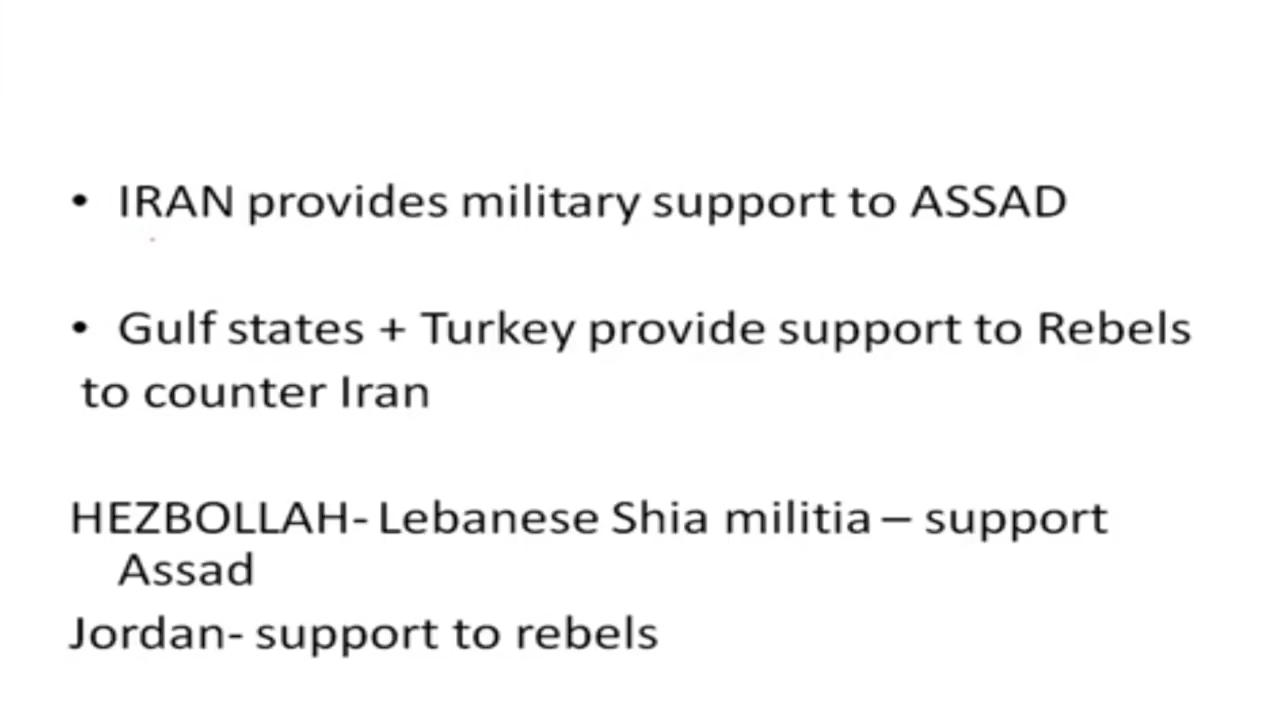 • IRAN provides military support to ASSAD
• Gulf states + Turkey provide support to Rebels
to counter Iran
HEZBOLLAH- Lebanese Shia militia – support
Assad
Jordan- support to rebels